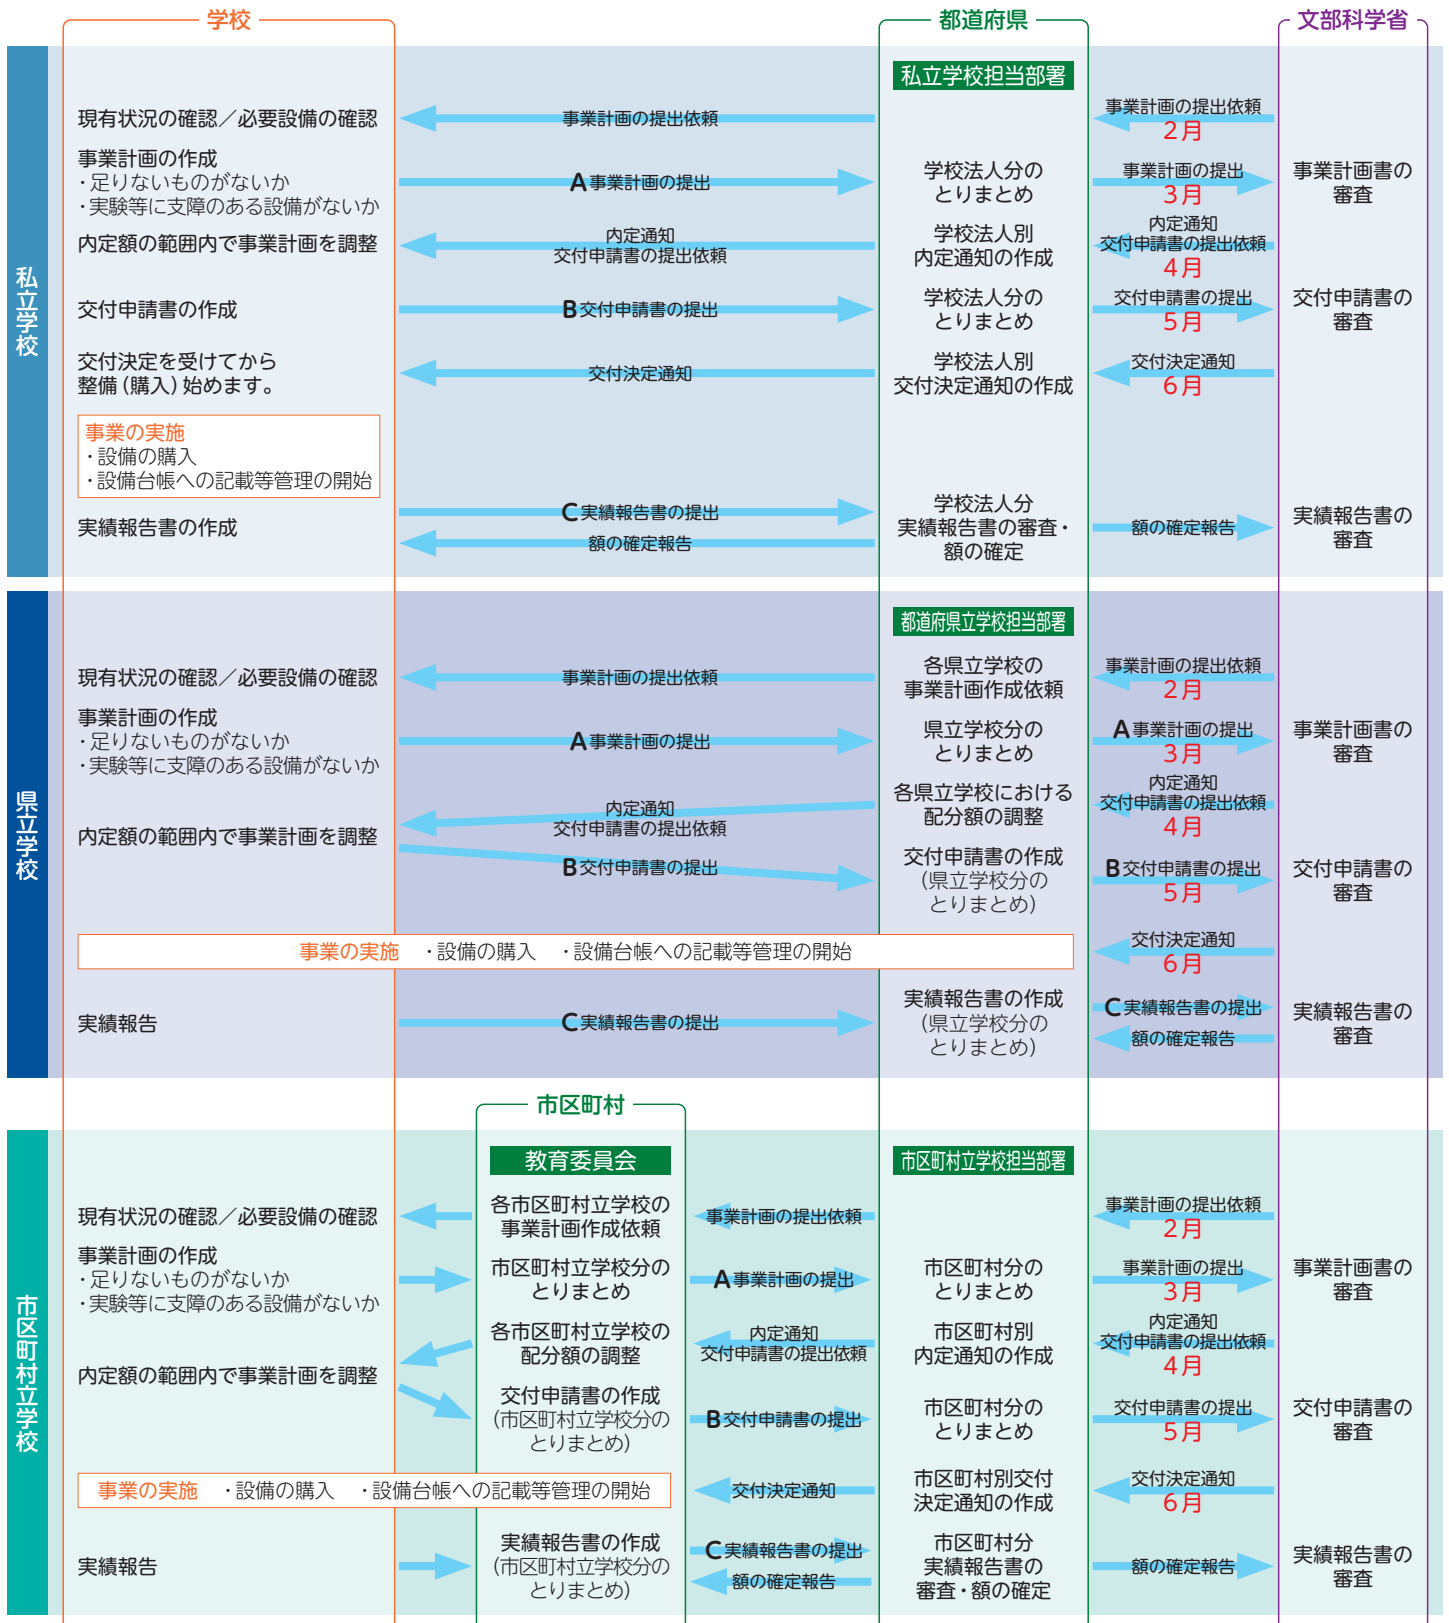 学校
都道府県
文部科学省
私立学校
私立学校担当部署
現有状況の確認／必要設備の確認
事業計画の提出依頼
事業計画の提出依頼
2月
事業計画の作成
・足りないものがないか
・実験等に支障のある設備がないか
A事業計画の提出
学校法人分の
とりまとめ
事業計画の提出
3月
事業計画書の
審査
内定額の範囲内で事業計画を調整
内定通知
交付申請書の提出依頼
学校法人別
内定通知の作成
内定通知
交付申請書の提出依頼
4月
交付申請書の作成
B交付申請書の提出
学校法人分の
とりまとめ
交付申請書の提出
5月
交付申請書の
審査
交付決定を受けてから
整備(購入)始めます。
交付決定通知
学校法人別
交付決定通知の作成
交付決定通知
6月
事業の実施
・設備の購入
・設備台帳への記載等管理の開始
実績報告書の作成
C実績報告書の提出
額の確定報告
学校法人分
実績報告書の審査・
額の確定
額の確定報告
実績報告書の
審査
県立学校
都道府県立学校担当部署
現有状況の確認／必要設備の確認
事業計画の提出依頼
各県立学校の
事業計画作成依頼
事業計画の提出依頼
2月
事業計画の作成
・足りないものがないか
・実験等に支障のある設備がないか
A事業計画の提出
県立学校分の
とりまとめ
A事業計画の提出
3月
事業計画書の
審査
内定額の範囲内で事業計画を調整
内定通知
交付申請書の提出依頼
各県立学校における
配分額の調整
内定通知
交付申請書の提出依頼
4月
B交付申請書の提出
交付申請書の作成
(県立学校分の
とりまとめ)
B交付申請書の提出
5月
交付申請書の
審査
事業の実施 ・設備の購入 ・設備台帳への記載等管理の開始
交付決定通知
6月
実績報告
C実績報告書の提出
実績報告書の作成
(県立学校分の
とりまとめ)
C実績報告書の提出
額の確定報告
実績報告書の
審査
市区町村
市区町村立学校
教育委員会
市区町村立学校担当部署
現有状況の確認／必要設備の確認
各市区町村立学校の
事業計画作成依頼
事業計画の提出依頼
事業計画の提出依頼
2月
事業計画の作成
・足りないものがないか
・実験等に支障のある設備がないか
市区町村立学校分の
とりまとめ
A事業計画の提出
市区町村分の
とりまとめ
事業計画の提出
3月
事業計画書の
審査
内定額の範囲内で事業計画を調整
各市区町村立学校の
配分額の調整
内定通知
交付申請書の提出依頼
市区町村別
内定通知の作成
内定通知
交付申請書の提出依頼
4月
交付申請書の作成
(市区町村立学校分の
とりまとめ)
B交付申請書の提出
市区町村分の
とりまとめ
交付申請書の提出
5月
交付申請書の
審査
事業の実施 ・設備の購入 ・設備台帳への記載等管理の開始
交付決定通知
市区町村別交付
決定通知の作成
交付決定通知
6月
実績報告
実績報告書の作成
(市区町村立学校分の
とりまとめ)
C実績報告書の提出
額の確定報告
市区町村分
実績報告書の
審査・額の確定
額の確定報告
実績報告書の
審査